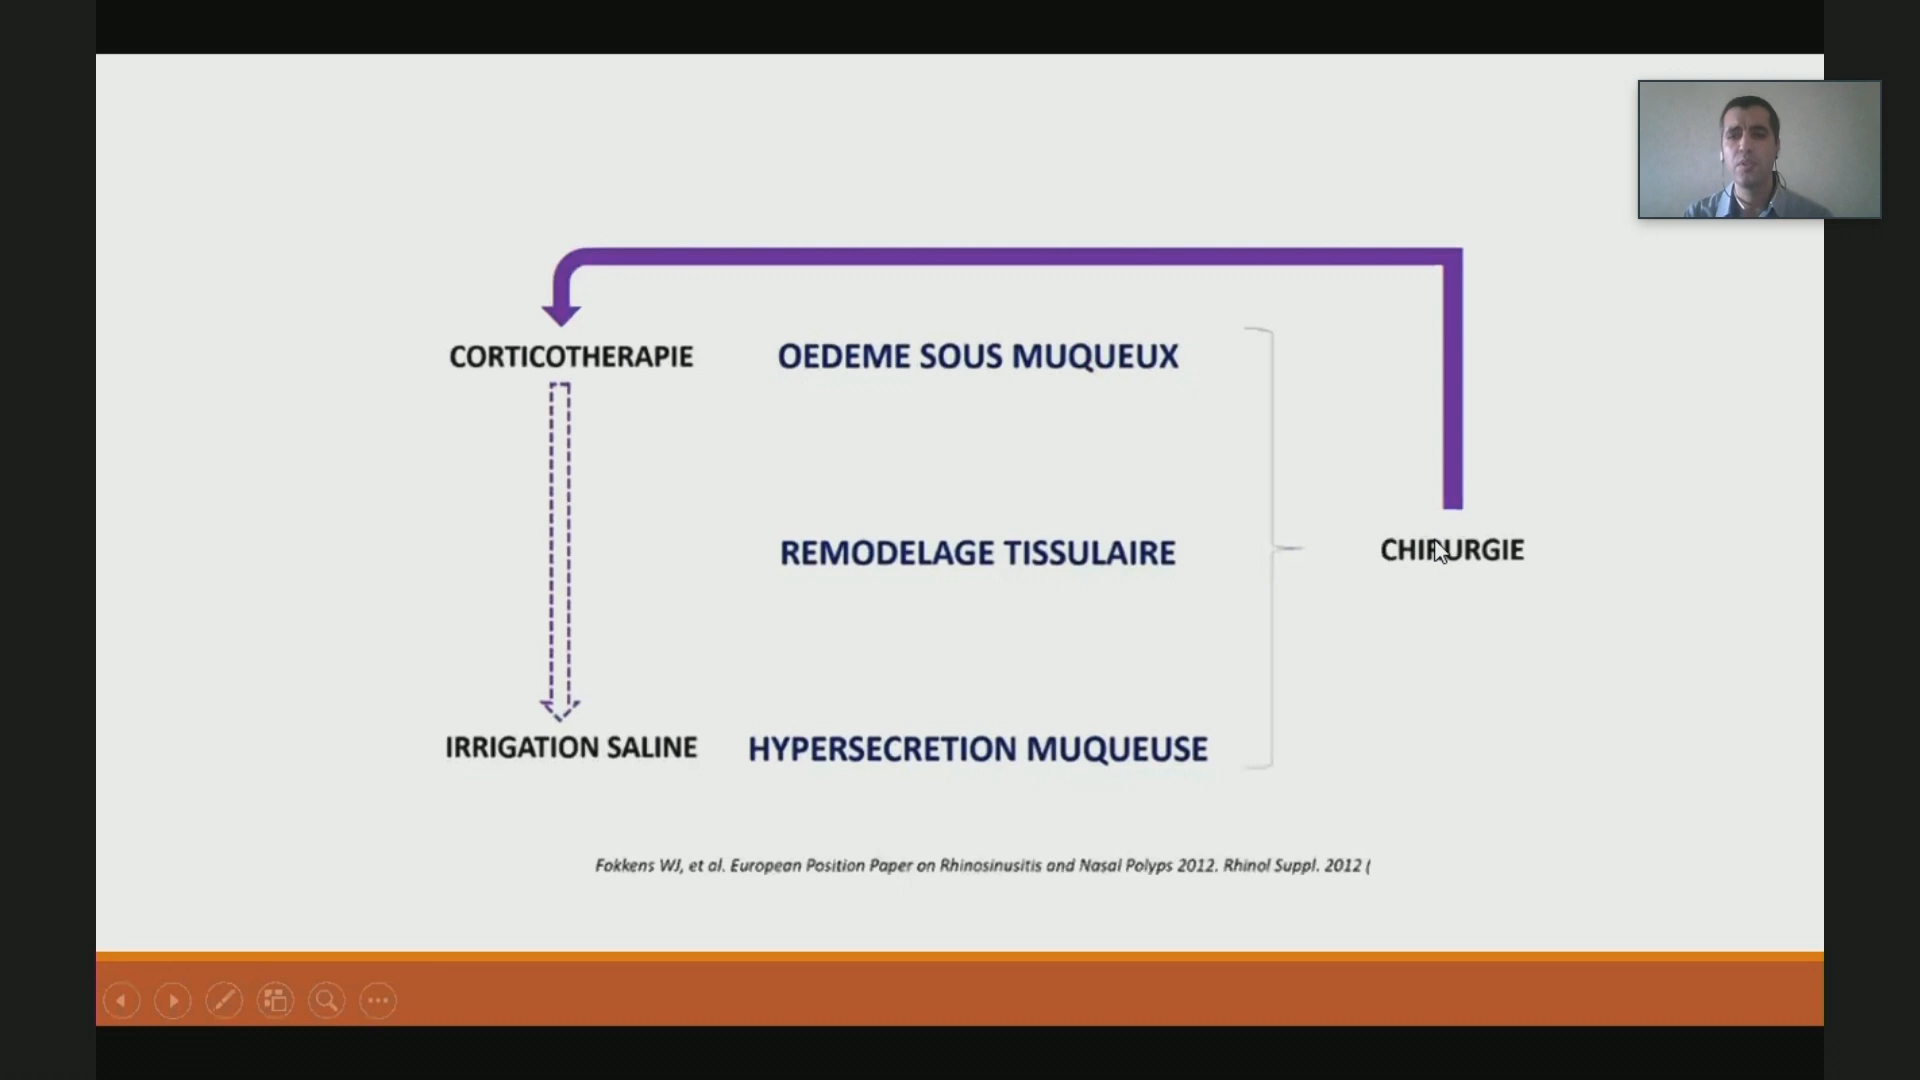 CORTICOTHERAPIE
OEDEME SOUS MUQUEUX
REMODELAGE TISSULAIRE
CHIRURGIE
IRRIGATION SALINE
HYPERSECRETION MUQUEUSE
Fokkens WJ, et al. European Position Paper on Rhinosinusitis and Nasal Polyps 2012. Rhinol Suppl. 2012 (